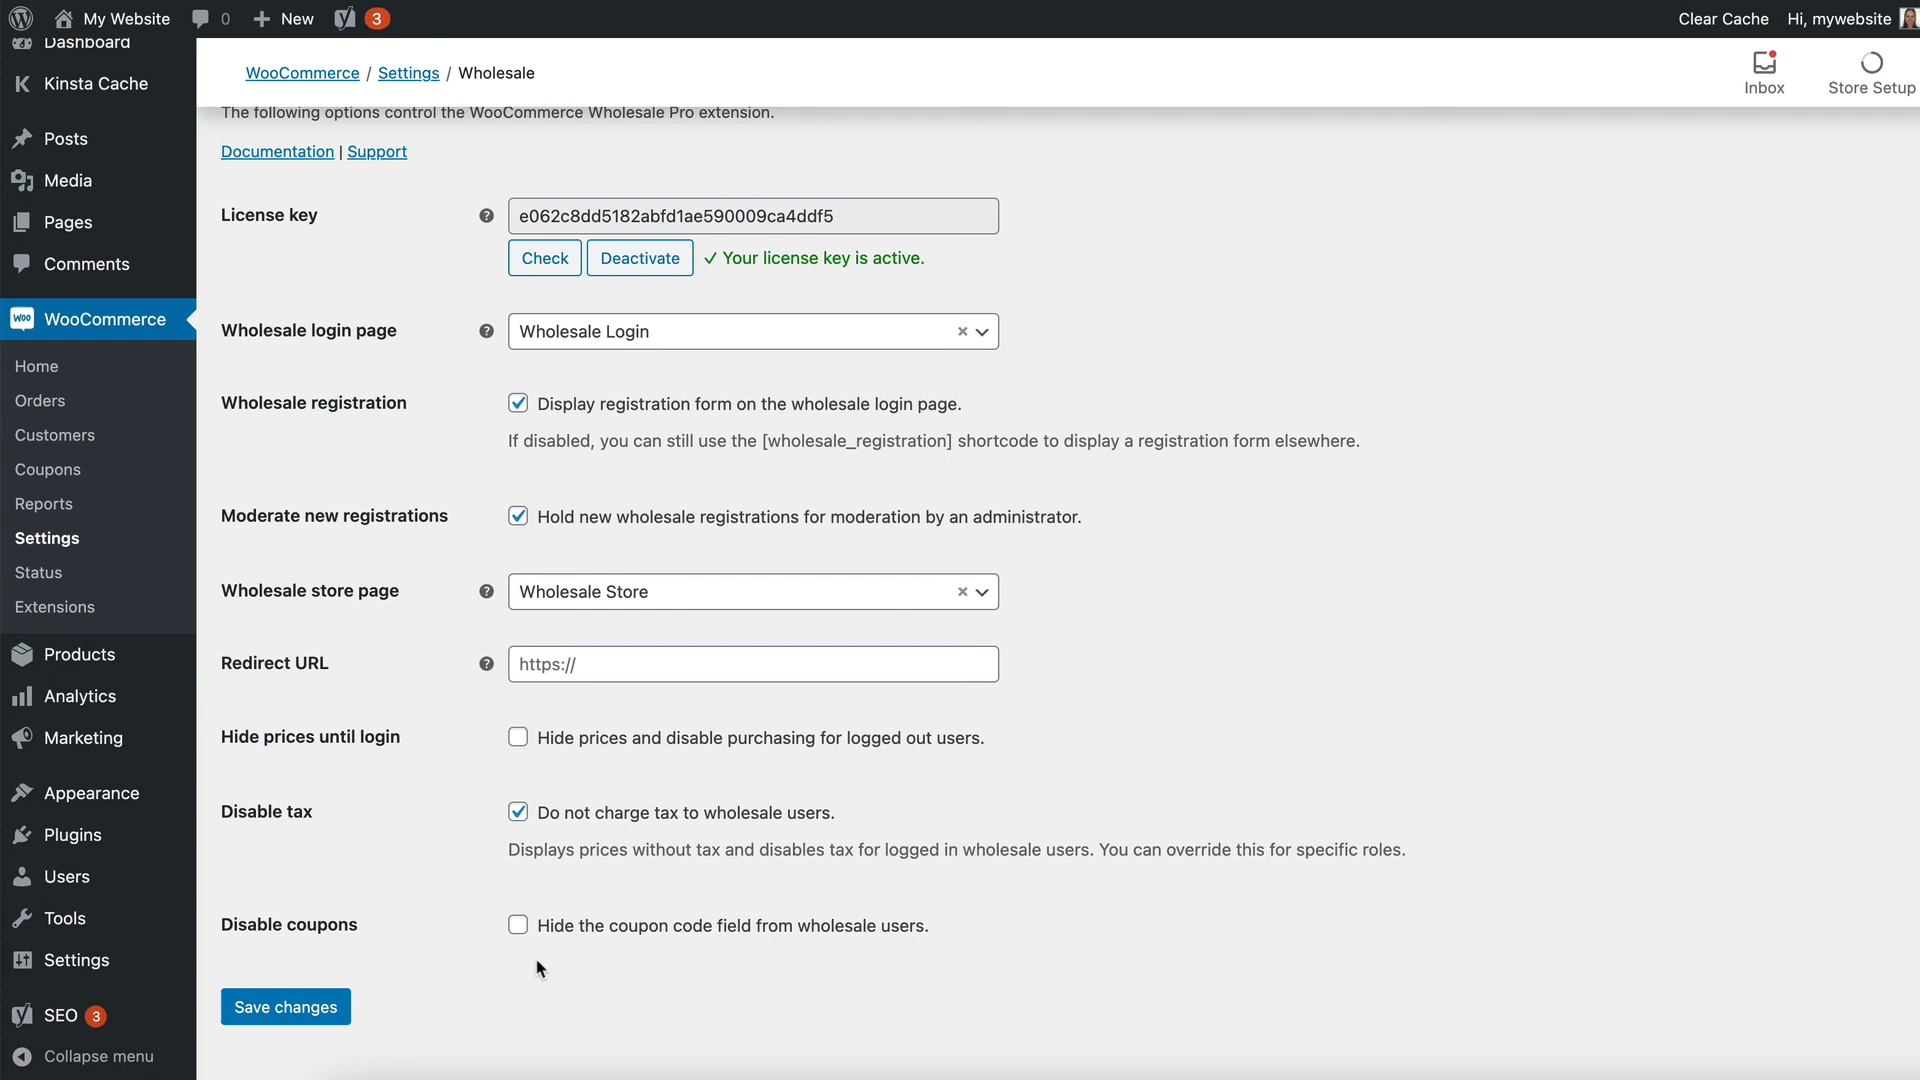 My Website
0
New
3
Clear Cache
Hi, mywebsite
Dashboard
Kinsta Cache
Posts
Media
Pages
Comments
Woo
WooCommerce
Home
Orders
Customers
Coupons
Reports
Settings
Status
Extensions
Products
Analytics
Marketing
Appearance
Plugins
Users
Tools
Settings
SEO 3
Collapse menu
WooCommerce / Settings / Wholesale
Inbox
Store Setup
The following options control the WooCommerce Wholesale Pro extension.
Documentation | Support
License key
e062c8dd5182abfd1ae590009ca4ddf5
Check
Deactivate
✓ Your license key is active.
Wholesale login page
Wholesale Login
Wholesale registration
Display registration form on the wholesale login page.
If disabled, you can still use the [wholesale_registration] shortcode to display a registration form elsewhere.
Moderate new registrations
Hold new wholesale registrations for moderation by an administrator.
Wholesale store page
Wholesale Store
Redirect URL
https://
Hide prices until login
Hide prices and disable purchasing for logged out users.
Disable tax
Do not charge tax to wholesale users.
Displays prices without tax and disables tax for logged in wholesale users. You can override this for specific roles.
Disable coupons
Hide the coupon code field from wholesale users.
Save changes